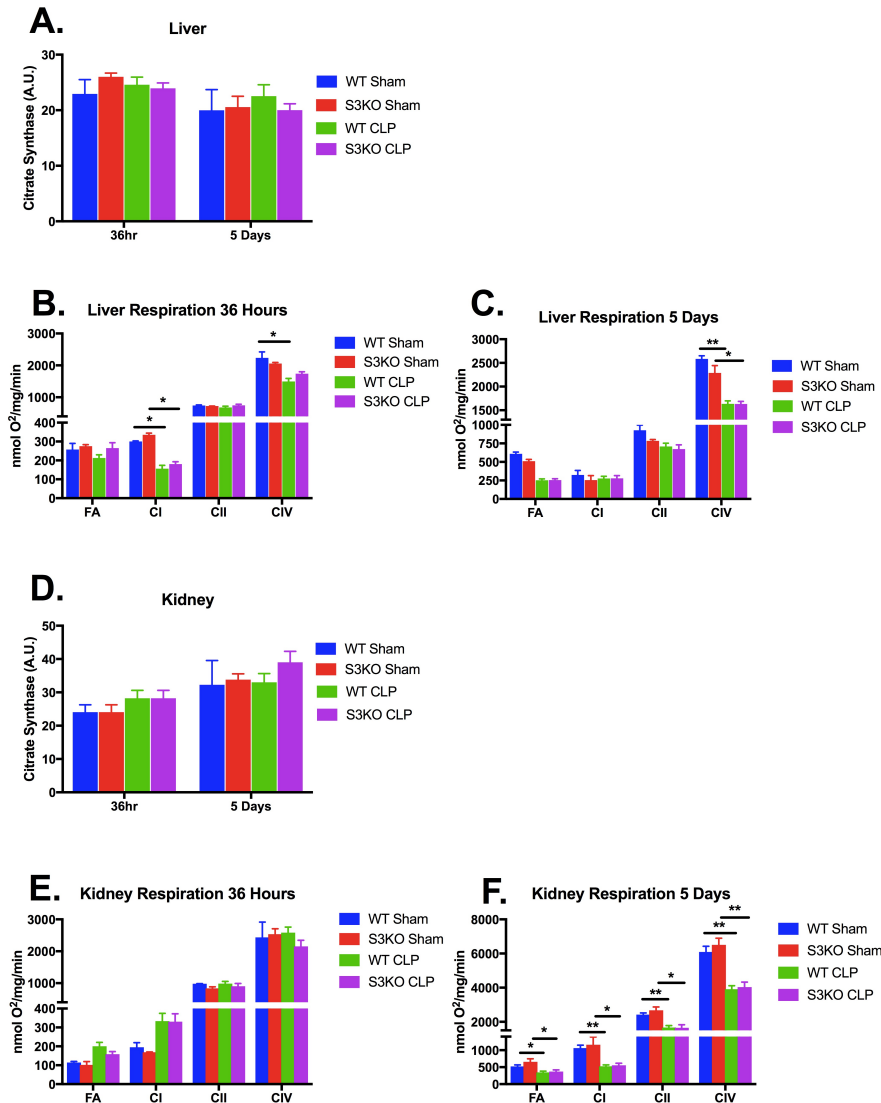 A.
Liver
Citrate Synthase (A.U.)
30
20
10
0
36hr
5 Days
WT Sham
S3KO Sham
WT CLP
S3KO CLP
B.
Liver Respiration 36 Hours
nmol O²/mg/min
3000
2000
1000
400
300
200
100
0
*
*
*
FA
CI
CII
CIV
WT Sham
S3KO Sham
WT CLP
S3KO CLP
C.
Liver Respiration 5 Days
nmol O²/mg/min
3000
2500
2000
1500
1000
750
500
250
0
**
*
FA
CI
CII
CIV
WT Sham
S3KO Sham
WT CLP
S3KO CLP
D.
Kidney
Citrate Synthase (A.U.)
50
40
30
20
10
0
36hr
5 Days
WT Sham
S3KO Sham
WT CLP
S3KO CLP
E.
Kidney Respiration 36 Hours
nmol O²/mg/min
3000
2000
1000
400
300
200
100
0
FA
CI
CII
CIV
WT Sham
S3KO Sham
WT CLP
S3KO CLP
F.
Kidney Respiration 5 Days
nmol O²/mg/min
8000
6000
4000
2000
1000
500
0
*
*
**
*
**
*
**
**
FA
CI
CII
CIV
WT Sham
S3KO Sham
WT CLP
S3KO CLP